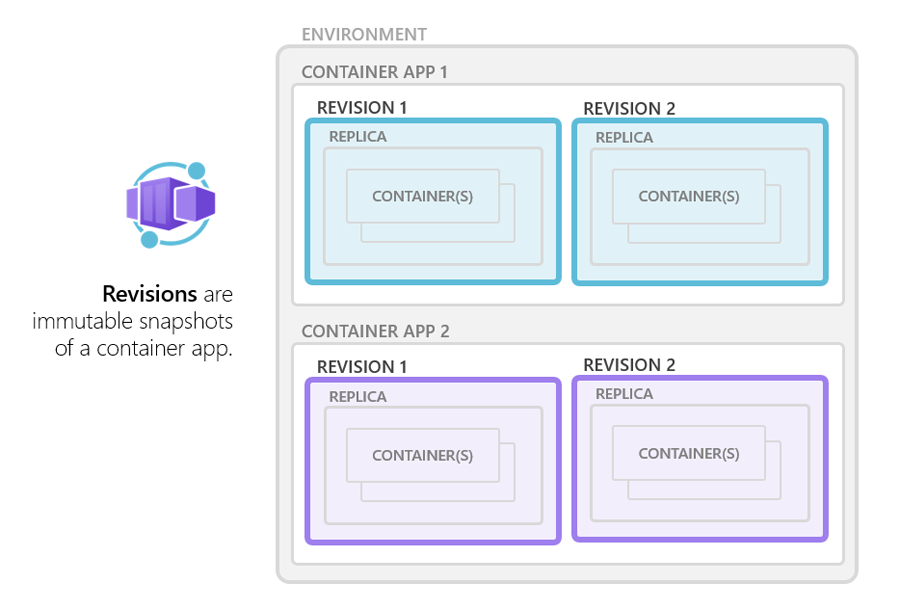 ENVIRONMENT
CONTAINER APP 1
REVISION 1
REPLICA
CONTAINER(S)
REVISION 2
REPLICA
CONTAINER(S)
Revisions are
immutable snapshots
of a container app.
CONTAINER APP 2
REVISION 1
REPLICA
CONTAINER(S)
REVISION 2
REPLICA
CONTAINER(S)